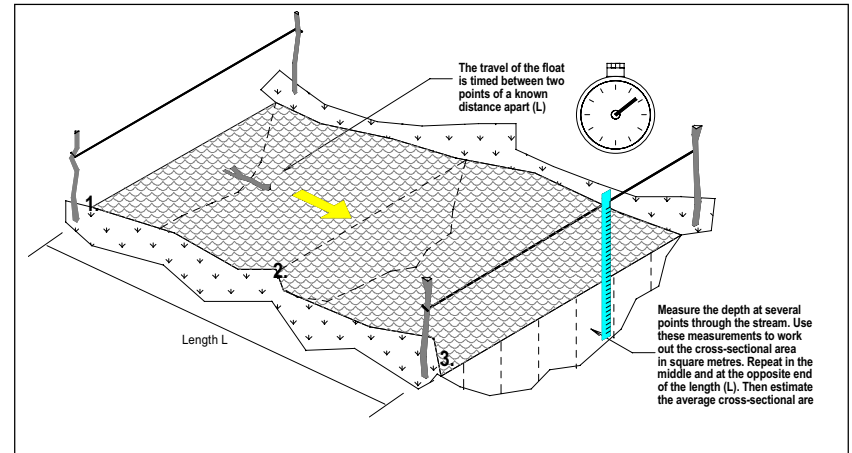 The travel of the float
is timed between two
points of a known
distance apart (L)
1.
2.
Length L
3.
Measure the depth at several
points through the stream. Use
these measurements to work
out the cross-sectional area
in square metres. Repeat in the
middle and at the opposite end
of the length (L). Then estimate
the average cross-sectional are